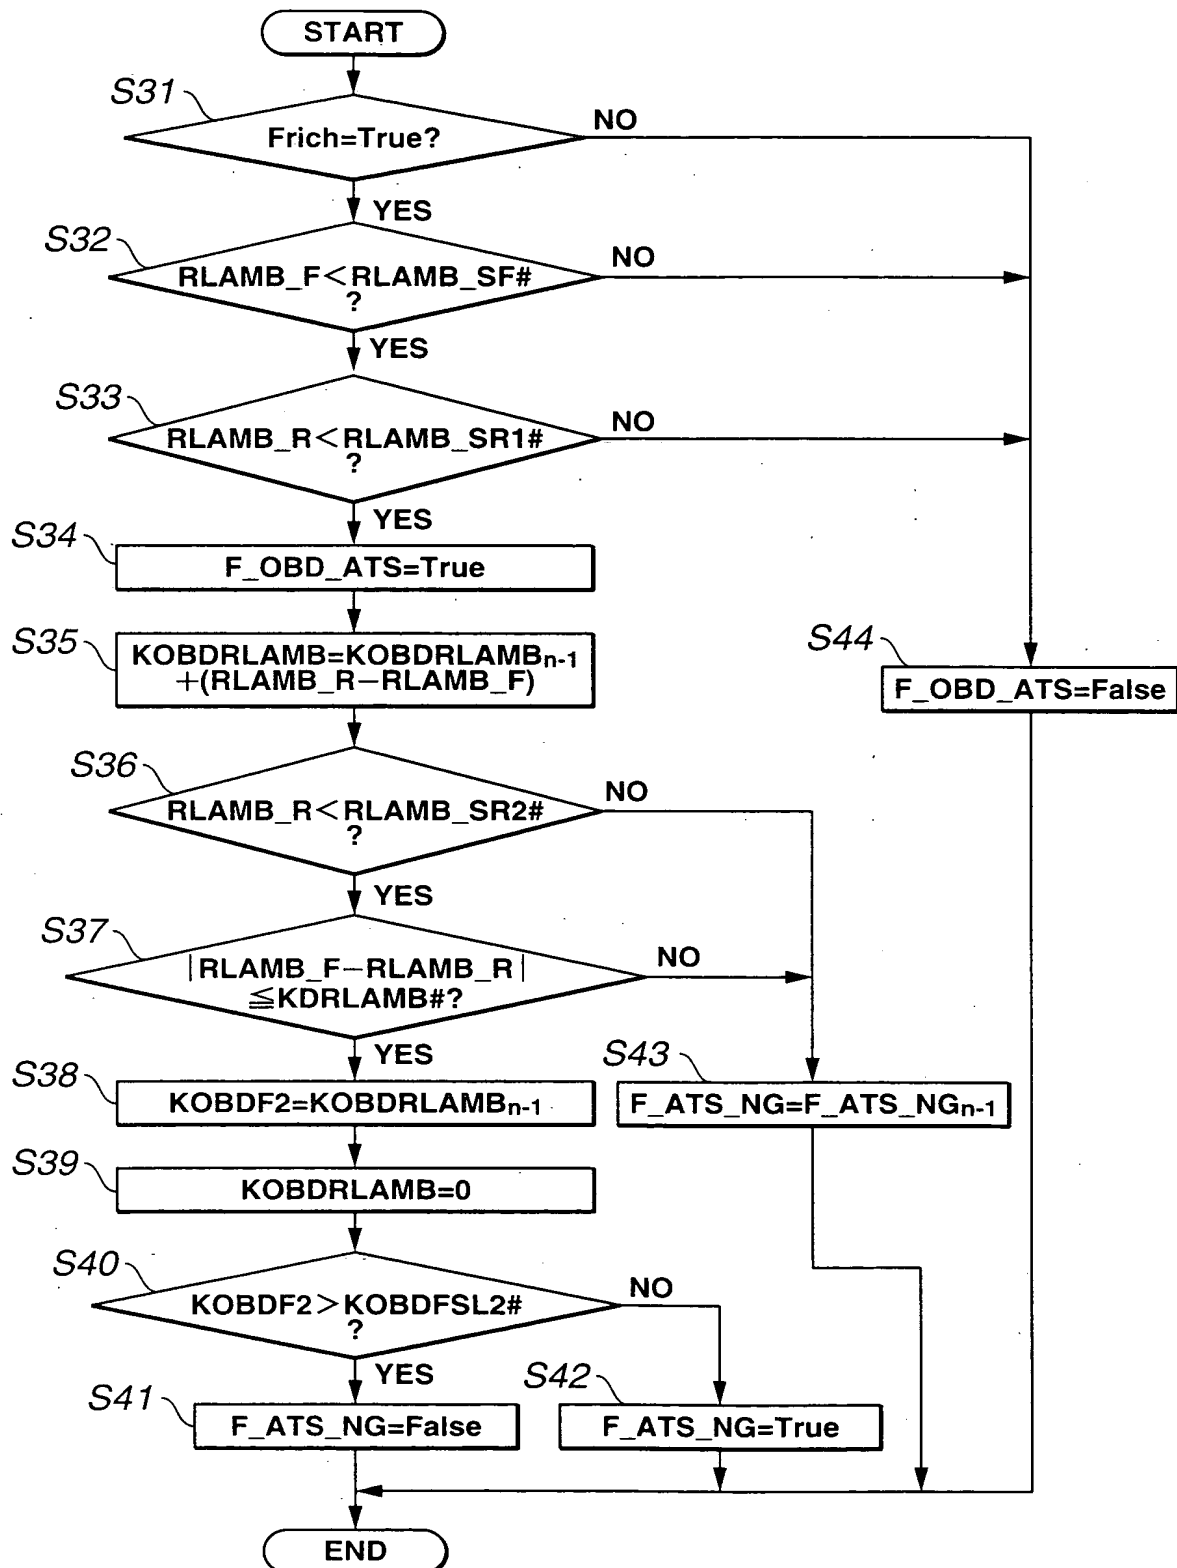 START
S31
Frich=True?
NO
YES
S32
RLAMB_F<RLAMB_SF#
?
NO
YES
S33
RLAMB_R<RLAMB_SR1#
?
NO
YES
S34
F_OBD_ATS=True
S35
KOBDRLAMB=KOBDRLAMBn-1
+(RLAMB_R−RLAMB_F)
S44
F_OBD_ATS=False
S36
RLAMB_R<RLAMB_SR2#
?
NO
YES
S37
|RLAMB_F−RLAMB_R|
≦KDRLAMB#?
NO
YES
S38
KOBDF2=KOBDRLAMBn-1
S43
F_ATS_NG=F_ATS_NGn-1
S39
KOBDRLAMB=0
S40
KOBDF2>KOBDFSL2#
?
NO
YES
S41
F_ATS_NG=False
S42
F_ATS_NG=True
END